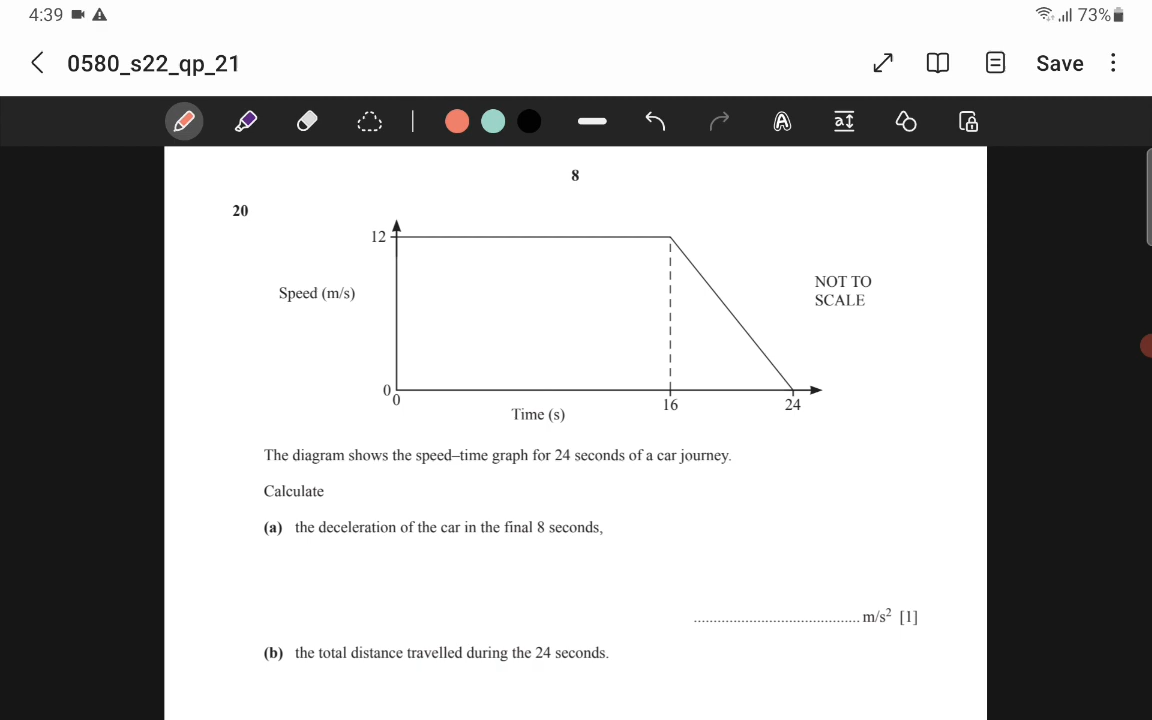 4:39 73%
0580_s22_qp_21 Save
8
20
12
Speed (m/s)
NOT TO
SCALE
0
0 16 24
Time (s)
The diagram shows the speed–time graph for 24 seconds of a car journey.
Calculate
(a) the deceleration of the car in the final 8 seconds,
........................................... m/s² [1]
(b) the total distance travelled during the 24 seconds.